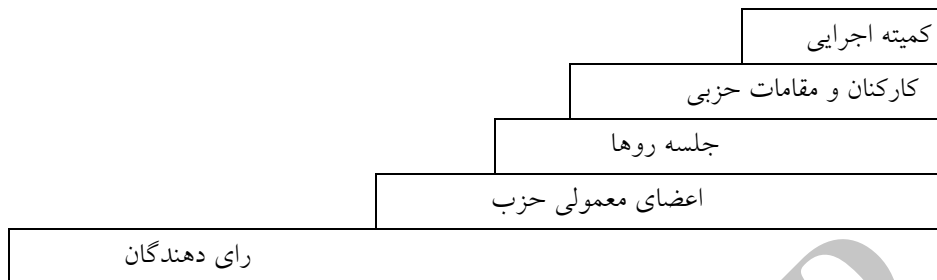 کمیته اجرایی
کارکنان و مقامات حزبی
جلسه روها
اعضای معمولی حزب
رای دهندگان